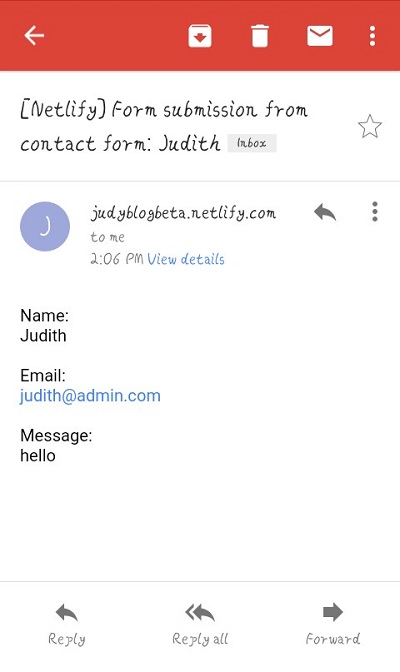 [Netlify] Form submission from
contact form: Judith Inbox
J
judyblogbeta.netlify.com
to me
2:06 PM View details
Name:
Judith
Email:
judith@admin.com
Message:
hello
Reply
Reply all
Forward